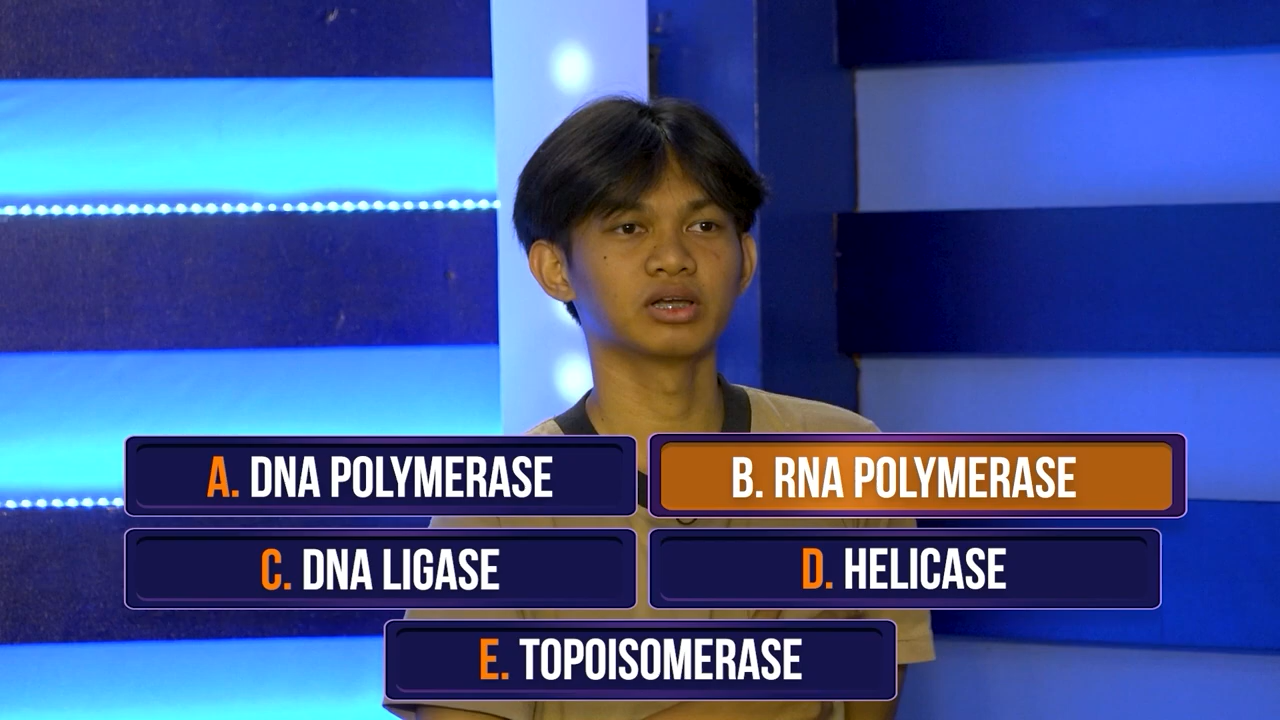 A. DNA POLYMERASE
B. RNA POLYMERASE
C. DNA LIGASE
D. HELICASE
E. TOPOISOMERASE